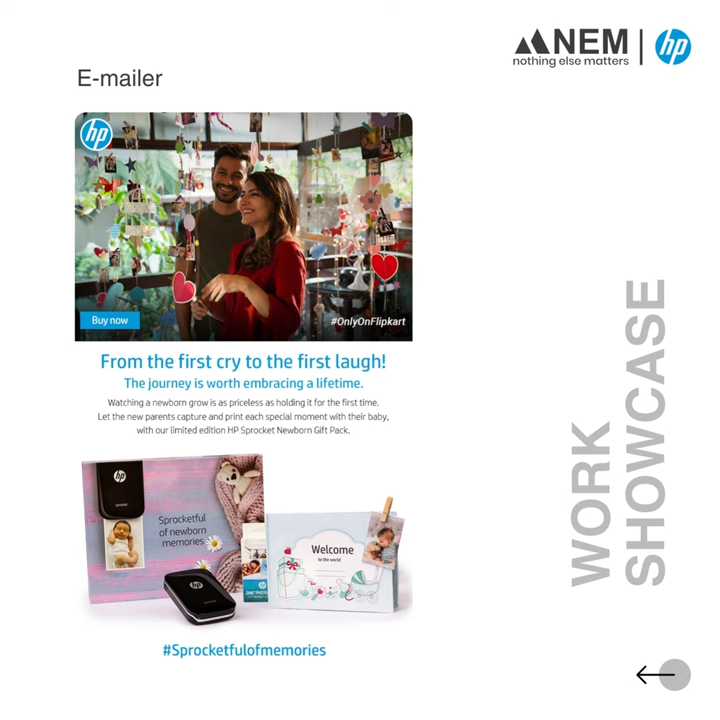 NEM
nothing else matters
hp
E-mailer
hp
Buy now
#OnlyOnFlipkart
From the first cry to the first laugh!
The journey is worth embracing a lifetime.
Watching a newborn grow is as priceless as holding it for the first time.
Let the new parents capture and print each special moment with their baby,
with our limited edition HP Sprocket Newborn Gift Pack.
hp
Sprocketful
of newborn
memories
hp
Welcome
to the world
hp
#Sprocketfulofmemories
WORK
SHOWCASE